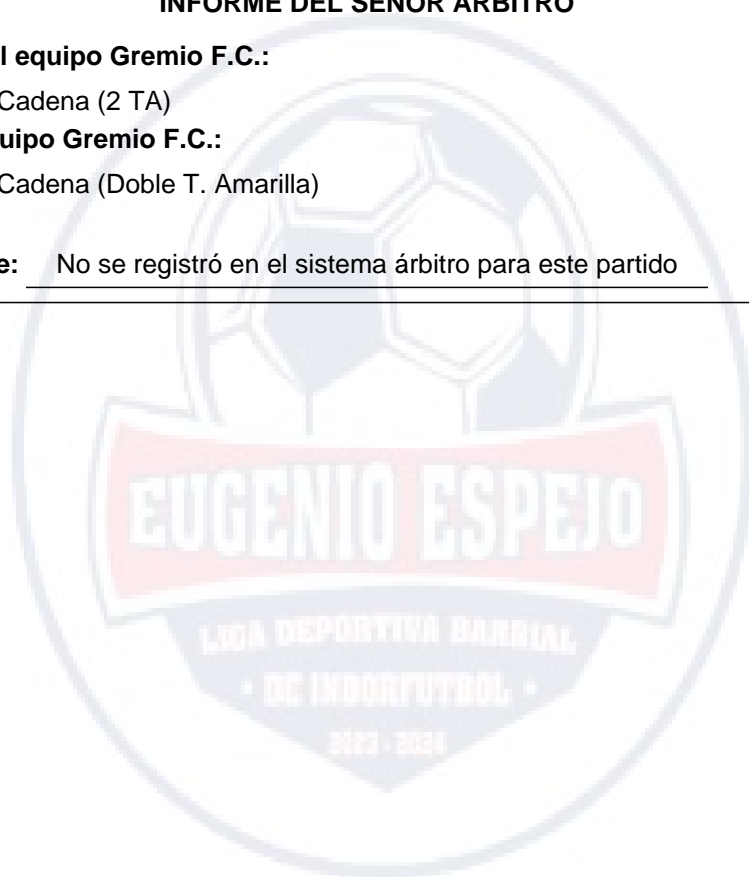 INFORME DEL SEÑOR ÁRBITRO
l equipo Gremio F.C.:
Cadena (2 TA)
uipo Gremio F.C.:
Cadena (Doble T. Amarilla)
e: No se registró en el sistema árbitro para este partido
EUGENIO ESPEJO
LIGA DEPORTIVA BARRIAL
• DE INDORFUTBOL •
2023 - 2024